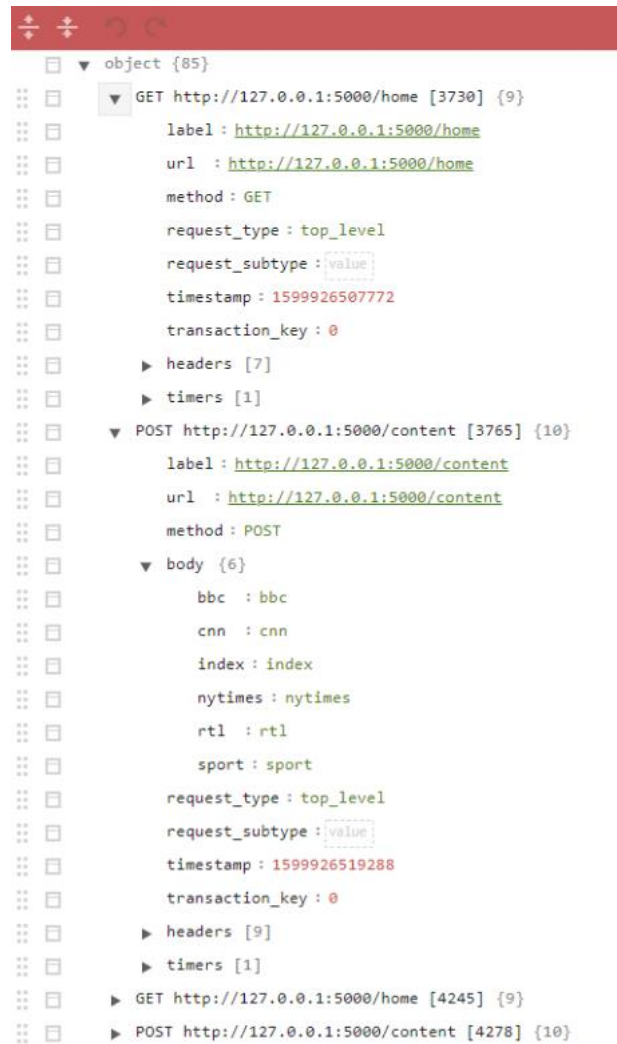 object {85}
GET http://127.0.0.1:5000/home [3730] {9}
label : http://127.0.0.1:5000/home
url : http://127.0.0.1:5000/home
method : GET
request_type : top_level
request_subtype : value
timestamp : 1599926507772
transaction_key : 0
headers [7]
timers [1]
POST http://127.0.0.1:5000/content [3765] {10}
label : http://127.0.0.1:5000/content
url : http://127.0.0.1:5000/content
method : POST
body {6}
bbc : bbc
cnn : cnn
index : index
nytimes : nytimes
rtl : rtl
sport : sport
request_type : top_level
request_subtype : value
timestamp : 1599926519288
transaction_key : 0
headers [9]
timers [1]
GET http://127.0.0.1:5000/home [4245] {9}
POST http://127.0.0.1:5000/content [4278] {10}